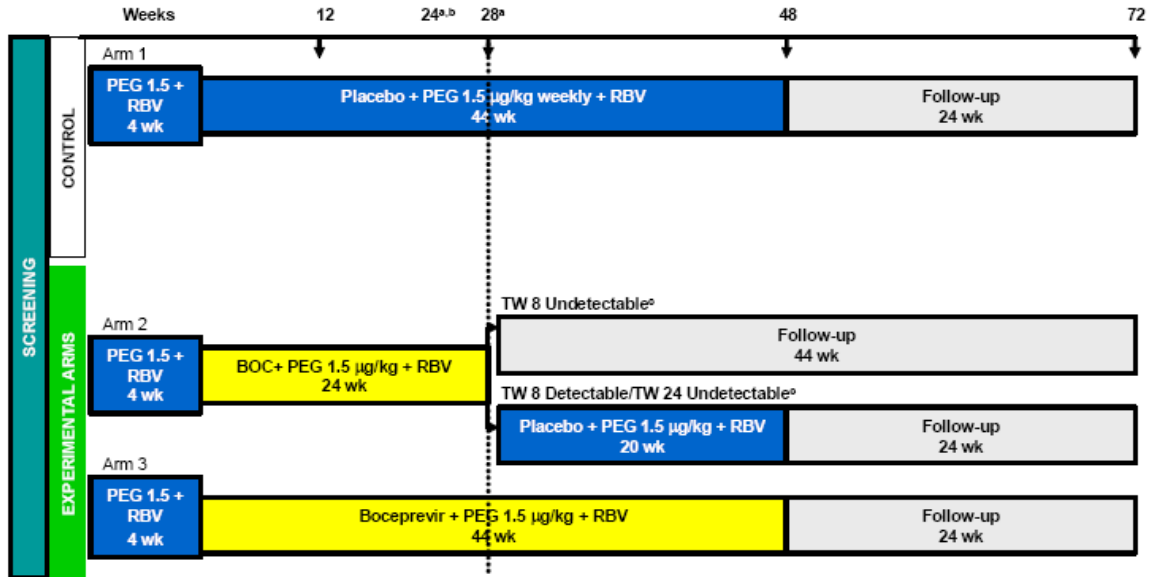 Weeks 12 24a,b 28a 48 72
SCREENING
CONTROL
Arm 1
PEG 1.5 +
RBV
4 wk
Placebo + PEG 1.5 µg/kg weekly + RBV
44 wk
Follow-up
24 wk
EXPERIMENTAL ARMS
Arm 2
PEG 1.5 +
RBV
4 wk
BOC+ PEG 1.5 µg/kg + RBV
24 wk
TW 8 Undetectablec
Follow-up
44 wk
TW 8 Detectable/TW 24 Undetectablec
Placebo + PEG 1.5 µg/kg + RBV
20 wk
Follow-up
24 wk
Arm 3
PEG 1.5 +
RBV
4 wk
Boceprevir + PEG 1.5 µg/kg + RBV
44 wk
Follow-up
24 wk